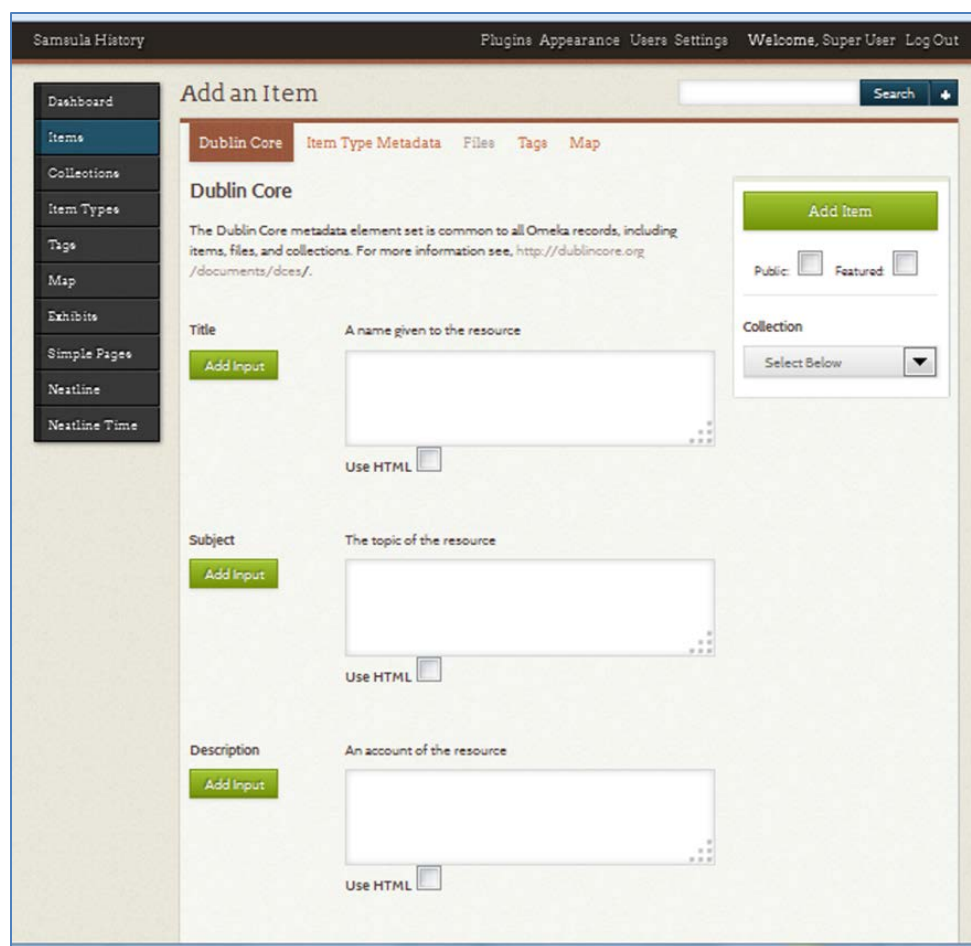 Samsula History Plugins Appearance Users Settings Welcome, Super User Log Out
Add an Item
Search +
Dashboard
Items
Collections
Item Types
Tags
Map
Exhibits
Simple Pages
Neatline
Neatline Time
Dublin Core Item Type Metadata Files Tags Map
Dublin Core
The Dublin Core metadata element set is common to all Omeka records, including
items, files, and collections. For more information see, http://dublincore.org
/documents/dces/.
Add Item
Public: Featured:
Collection
Select Below
Title A name given to the resource
Add Input
Use HTML
Subject The topic of the resource
Add Input
Use HTML
Description An account of the resource
Add Input
Use HTML